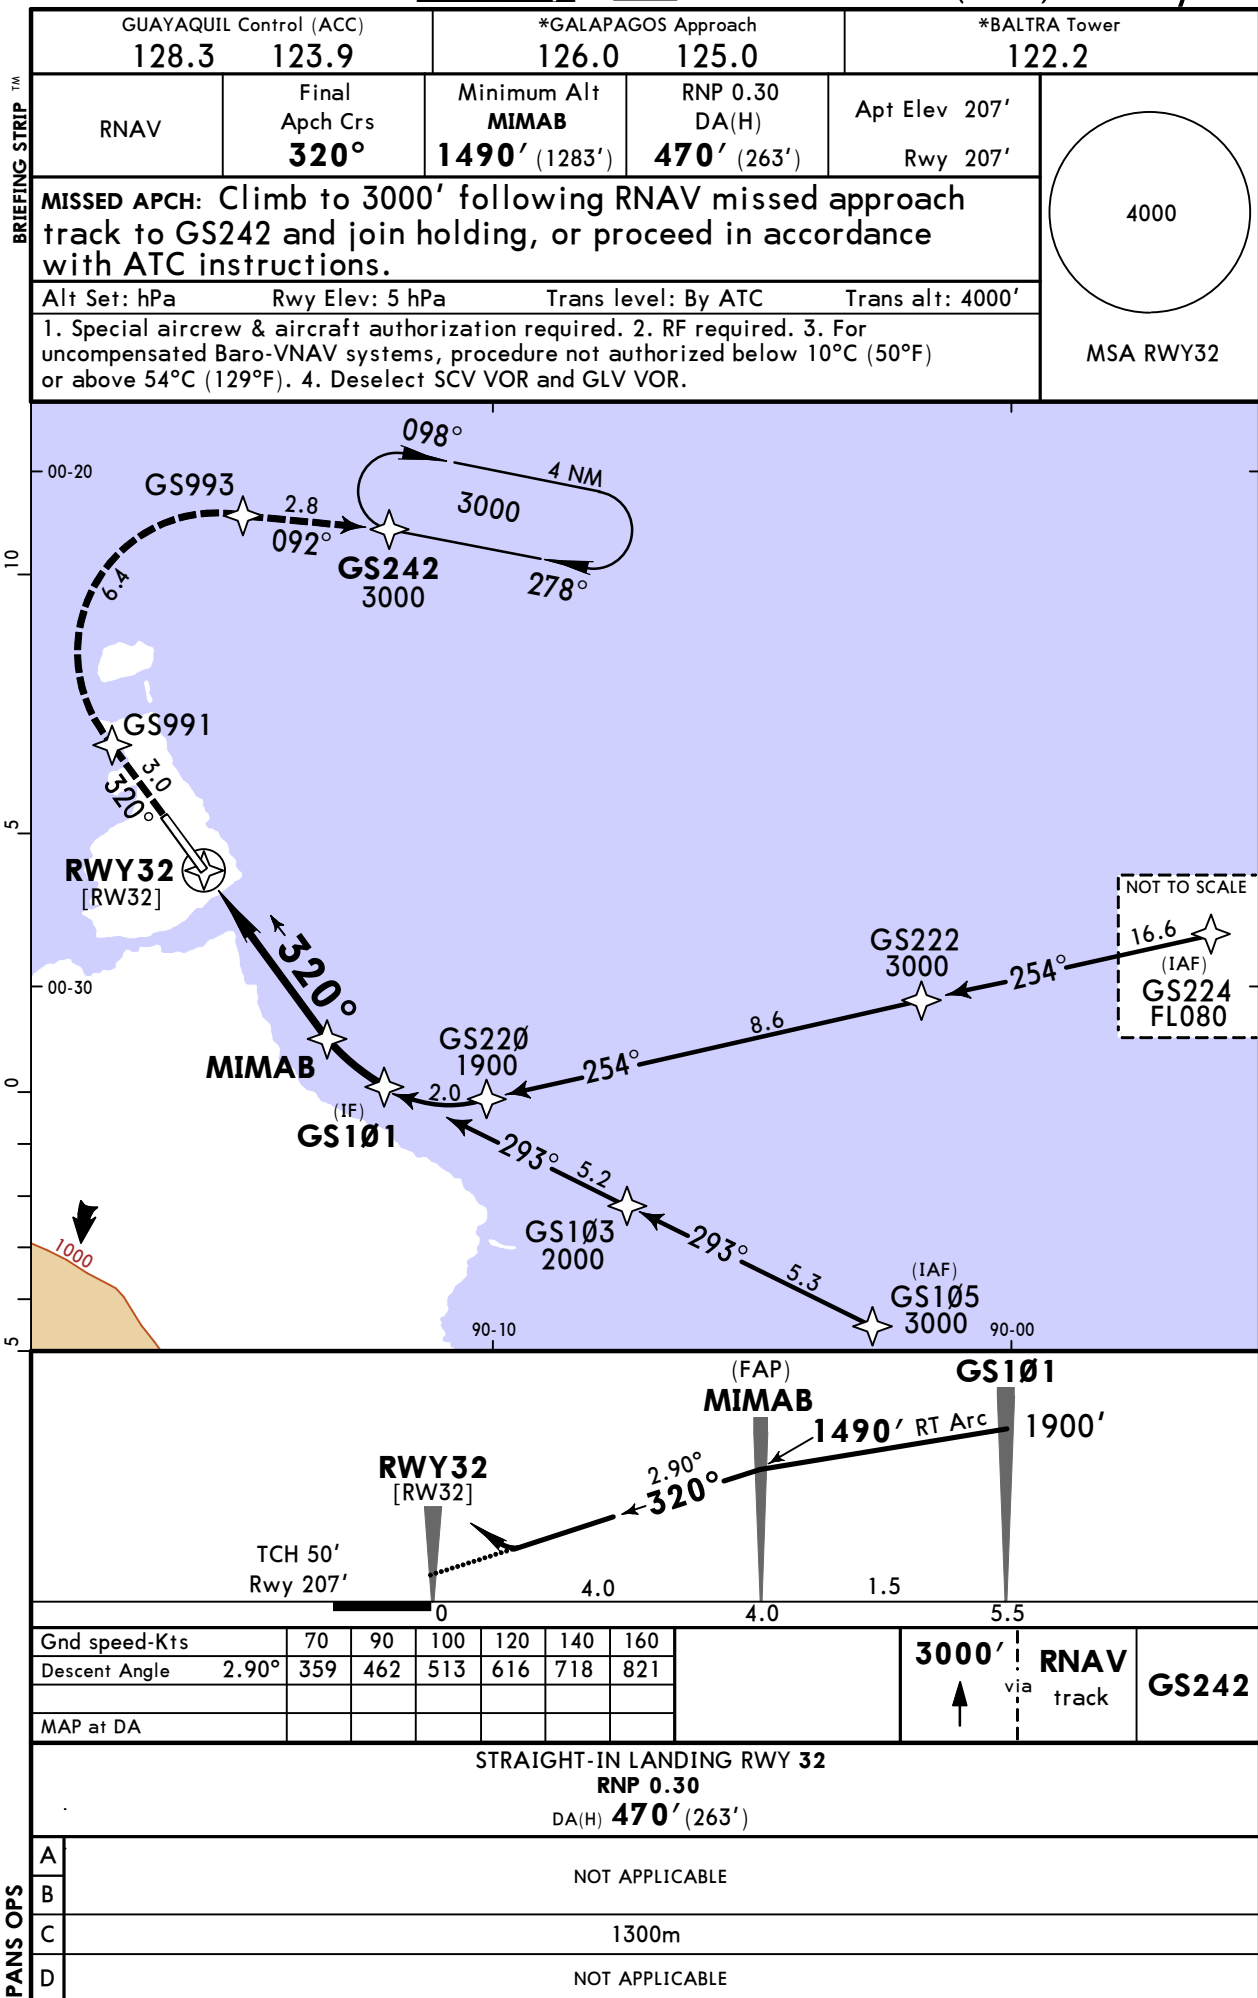 BRIEFING STRIP TM
GUAYAQUIL Control (ACC)
128.3 123.9
*GALAPAGOS Approach
126.0 125.0
*BALTRA Tower
122.2
RNAV
Final
Apch Crs
320°
Minimum Alt
MIMAB
1490' (1283')
RNP 0.30
DA(H)
470' (263')
Apt Elev 207'
Rwy 207'
MISSED APCH: Climb to 3000' following RNAV missed approach
track to GS242 and join holding, or proceed in accordance
with ATC instructions.
Alt Set: hPa Rwy Elev: 5 hPa Trans level: By ATC Trans alt: 4000'
1. Special aircrew & aircraft authorization required. 2. RF required. 3. For
uncompensated Baro-VNAV systems, procedure not authorized below 10°C (50°F)
or above 54°C (129°F). 4. Deselect SCV VOR and GLV VOR.
4000
MSA RWY32
00-20
098°
4 NM
3000
278°
GS993
2.8
092°
GS242
3000
10
6.4
GS991
3.0
320°
5
RWY32
[RW32]
320°
NOT TO SCALE
16.6
(IAF)
GS224
FL080
GS222
3000
254°
00-30
8.6
254°
GS22Ø
1900
MIMAB
2.0
0
(IF)
GS1Ø1
293°
5.2
GS1Ø3
2000
293°
5.3
(IAF)
GS1Ø5
3000
1000
90-10
90-00
5
(FAP)
MIMAB
GS1Ø1
1490' RT Arc
1900'
2.90°
320°
RWY32
[RW32]
TCH 50'
Rwy 207'
4.0
1.5
0
4.0
5.5
Gnd speed-Kts 70 90 100 120 140 160
Descent Angle 2.90° 359 462 513 616 718 821
MAP at DA
3000'
via
RNAV
track
GS242
STRAIGHT-IN LANDING RWY 32
RNP 0.30
DA(H) 470' (263')
PANS OPS
A
B
NOT APPLICABLE
C
1300m
D
NOT APPLICABLE